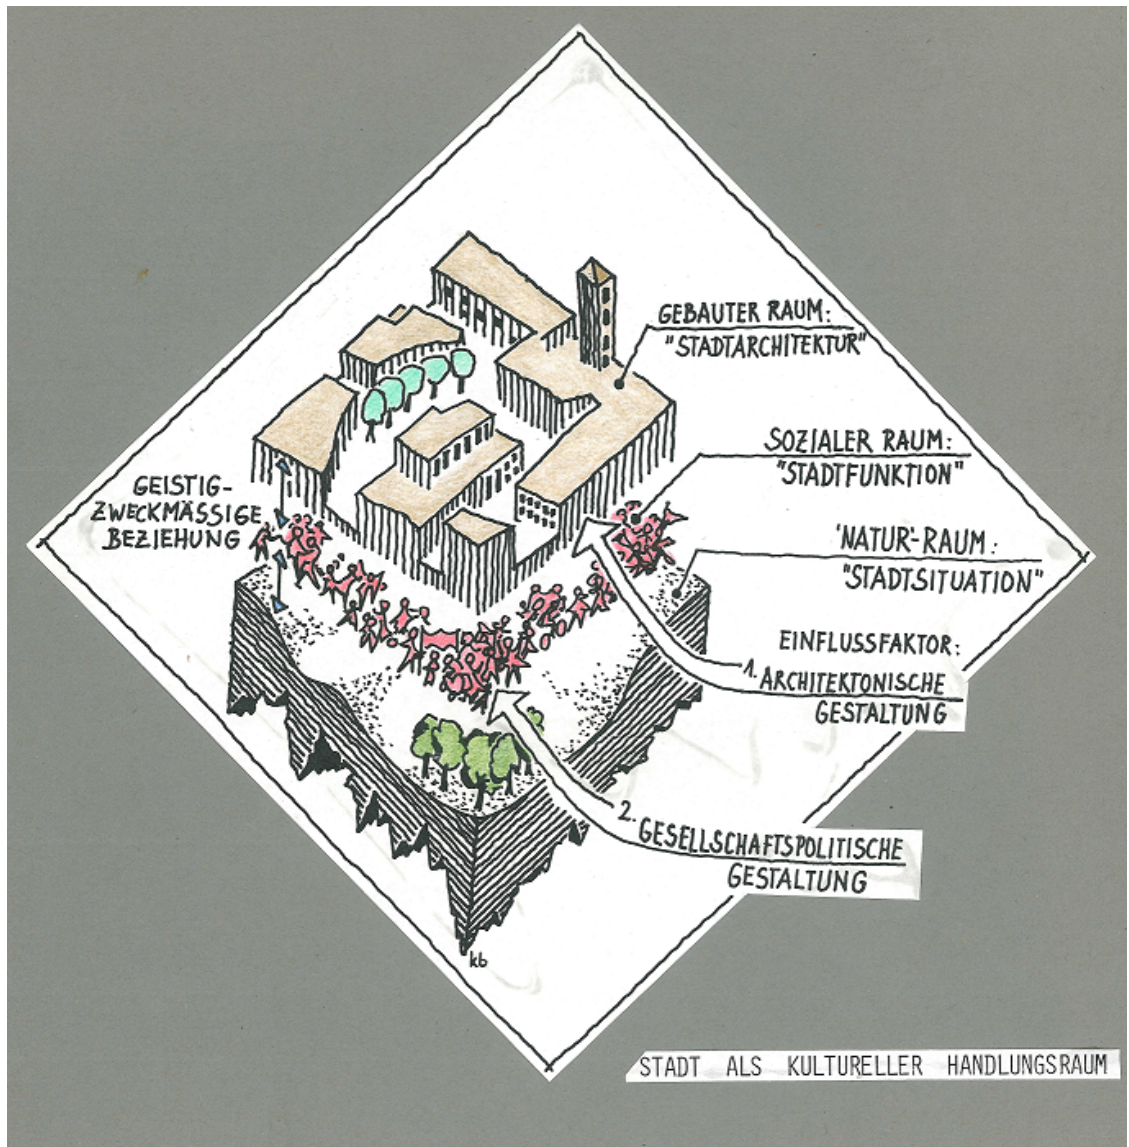 GEBAUTER RAUM:
"STADTARCHITEKTUR"
SOZIALER RAUM:
"STADTFUNKTION"
GEISTIG-
ZWECKMÄSSIGE
BEZIEHUNG
'NATUR'-RAUM:
"STADTSITUATION"
EINFLUSSFAKTOR:
1. ARCHITEKTONISCHE
GESTALTUNG
2. GESELLSCHAFTSPOLITISCHE
GESTALTUNG
kb
STADT ALS KULTURELLER HANDLUNGSRAUM